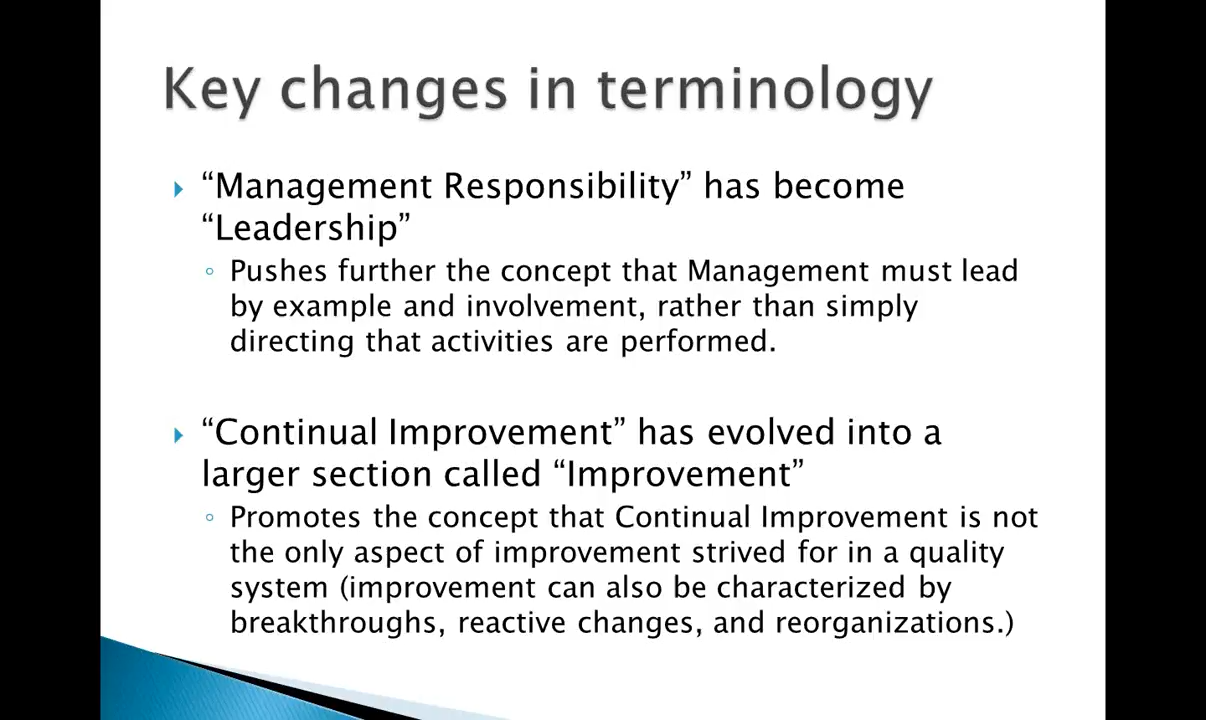 Key changes in terminology
“Management Responsibility” has become
“Leadership”
Pushes further the concept that Management must lead
by example and involvement, rather than simply
directing that activities are performed.
“Continual Improvement” has evolved into a
larger section called “Improvement”
Promotes the concept that Continual Improvement is not
the only aspect of improvement strived for in a quality
system (improvement can also be characterized by
breakthroughs, reactive changes, and reorganizations.)